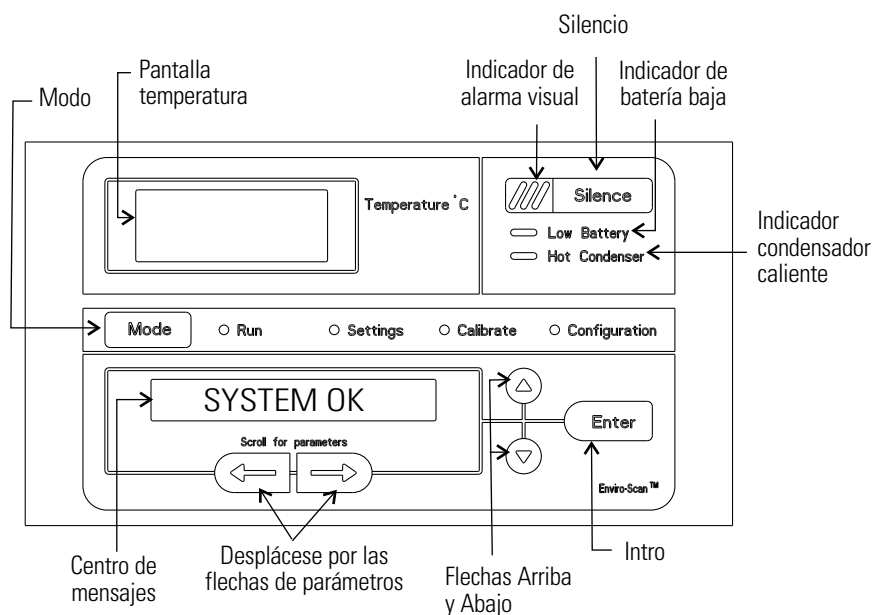 Silencio
Modo
Pantalla
temperatura
Indicador de
alarma visual
Indicador de
batería baja
Temperature °C
Silence
Low Battery
Hot Condenser
Indicador
condensador
caliente
Mode
Run
Settings
Calibrate
Configuration
SYSTEM OK
Scroll for parameters
Enter
Enviro-Scan™
Centro de
mensajes
Desplácese por las
flechas de parámetros
Flechas Arriba
y Abajo
Intro